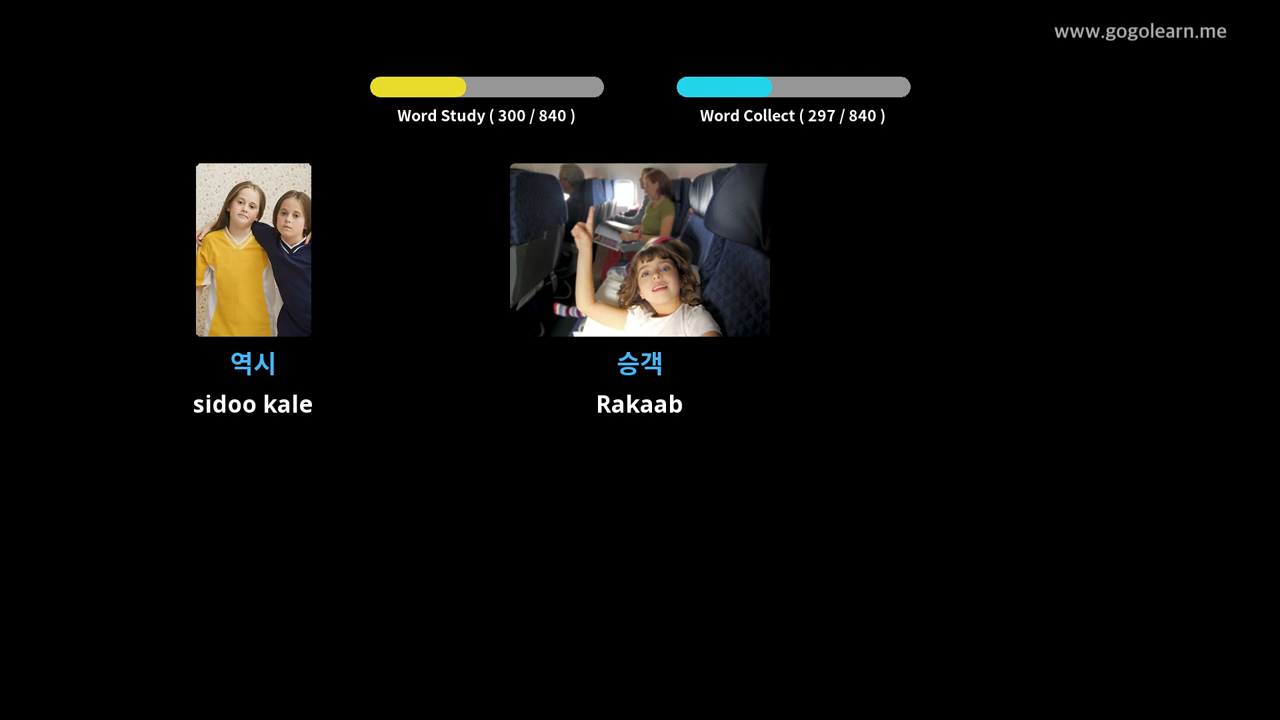 www.gogolearn.me
Word Study ( 300 / 840 )
Word Collect ( 297 / 840 )
역시
sidoo kale
승객
Rakaab